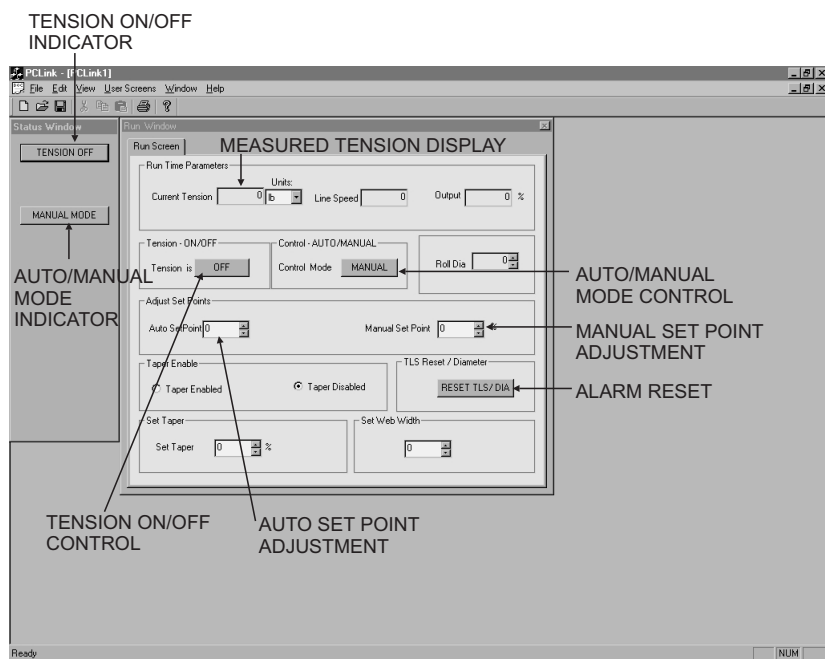 TENSION ON/OFF
INDICATOR
PCLink - [PCLink1]
File Edit View User Screens Window Help
Status Window
Run Window
TENSION OFF
Run Screen
MEASURED TENSION DISPLAY
Run Time Parameters
Units:
Current Tension 0 lb Line Speed 0 Output 0 %
MANUAL MODE
Tension - ON/OFF
Control - AUTO/MANUAL
Tension is OFF
Control Mode MANUAL
Roll Dia 0
AUTO/MANUAL
MODE
INDICATOR
AUTO/MANUAL
MODE CONTROL
Adjust Set Points
Auto SetPoint 0
Manual Set Point 0 %
MANUAL SET POINT
ADJUSTMENT
Taper Enable
TLS Reset / Diameter
Taper Enabled
Taper Disabled
RESET TLS/ DIA
ALARM RESET
Set Taper
Set Web Width
Set Taper 0 %
0
TENSION ON/OFF
CONTROL
AUTO SET POINT
ADJUSTMENT
Ready
NUM